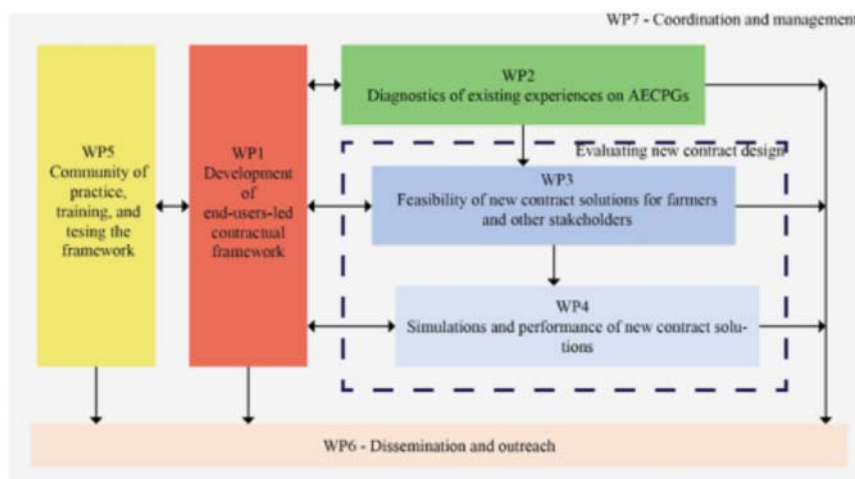 WP7 - Coordination and management
WP2
Diagnostics of existing experiences on AECPGs
Evaluating new contract design
WP5
Community of
practice,
training, and
tesing the
framework
WP1
Development
of
end-users-led
contractual
framework
WP3
Feasibility of new contract solutions for farmers
and other stakeholders
WP4
Simulations and performance of new contract solu-
tions
WP6 - Dissemination and outreach